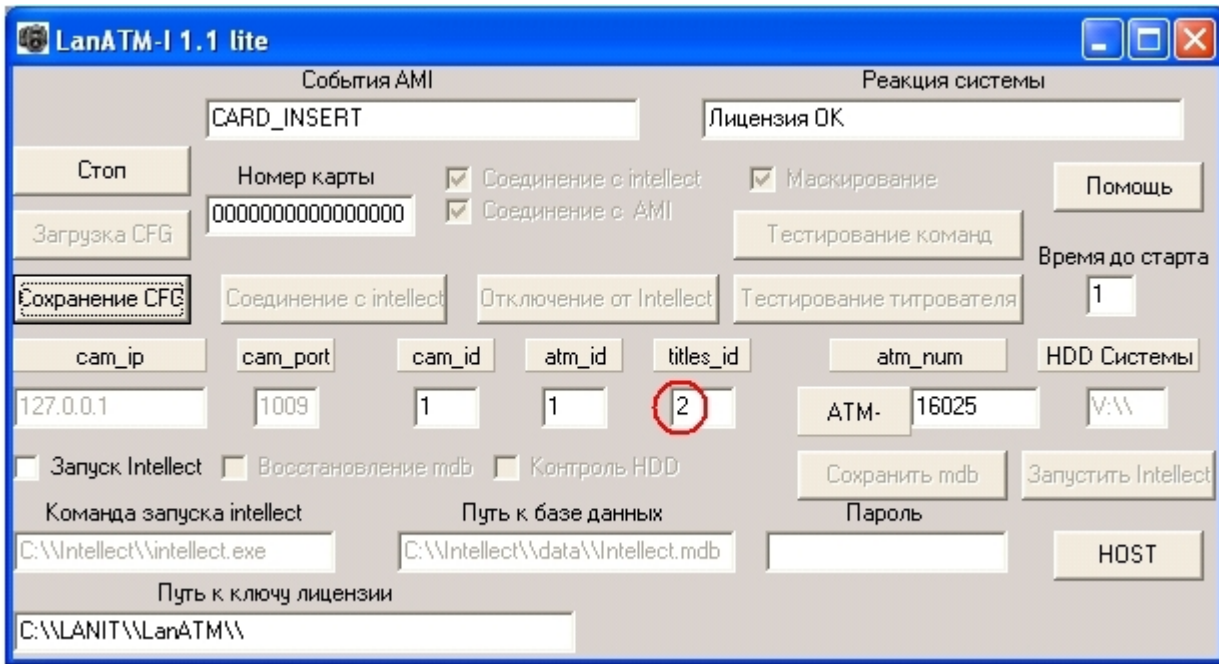 LanATM-I 1.1 lite
События AMI
Реакция системы
CARD_INSERT
Лицензия OK
Стоп
Номер карты
Соединение с intellect
Маскирование
Помощь
0000000000000000
Соединение с AMI
Загрузка CFG
Тестирование команд
Время до старта
Сохранение CFG
Соединение с intellect
Отключение от Intellect
Тестирование титрователя
1
cam_ip
cam_port
cam_id
atm_id
titles_id
atm_num
HDD Системы
127.0.0.1
1009
1
1
2
ATM-
16025
V:\\
Запуск Intellect
Восстановление mdb
Контроль HDD
Сохранить mdb
Запустить Intellect
Команда запуска intellect
Путь к базе данных
Пароль
C:\\Intellect\\intellect.exe
C:\\Intellect\\data\\Intellect.mdb
HOST
Путь к ключу лицензии
C:\\LANIT\\LanATM\\